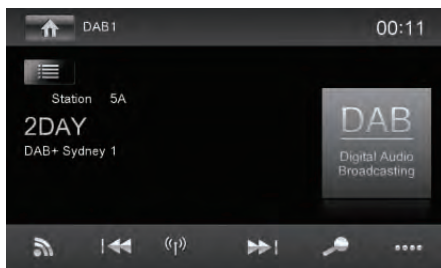 DAB1
00:11
Station 5A
2DAY
DAB+ Sydney 1
DAB
Digital Audio
Broadcasting